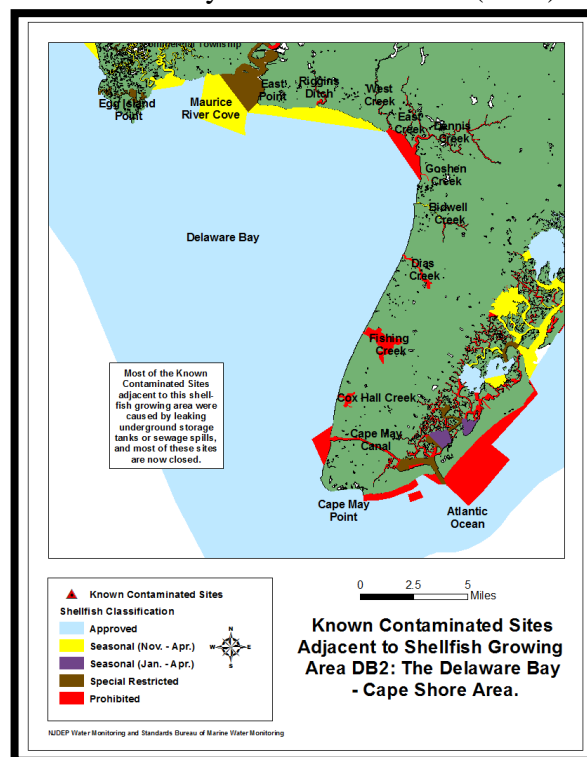 Commercial Township
Egg Island
Point
Maurice
River Cove
East
Point
Riggins
Ditch
West
Creek
East
Creek
Dennis
Creek
Goshen
Creek
Bidwell
Creek
Delaware Bay
Dias
Creek
Fishing
Creek
Most of the Known
Contaminated Sites
adjacent to this shell-
fish growing area were
caused by leaking
underground storage
tanks or sewage spills,
and most of these sites
are now closed.
Cox Hall Creek
Cape May
Canal
Cape May
Point
Atlantic
Ocean
Known Contaminated Sites
Shellfish Classification
Approved
Seasonal (Nov. - Apr.)
Seasonal (Jan. - Apr.)
Special Restricted
Prohibited
N
W E
S
0 2.5 5
Miles
Known Contaminated Sites
Adjacent to Shellfish Growing
Area DB2: The Delaware Bay
- Cape Shore Area.
NJDEP Water Monitoring and Standards Bureau of Marine Water Monitoring